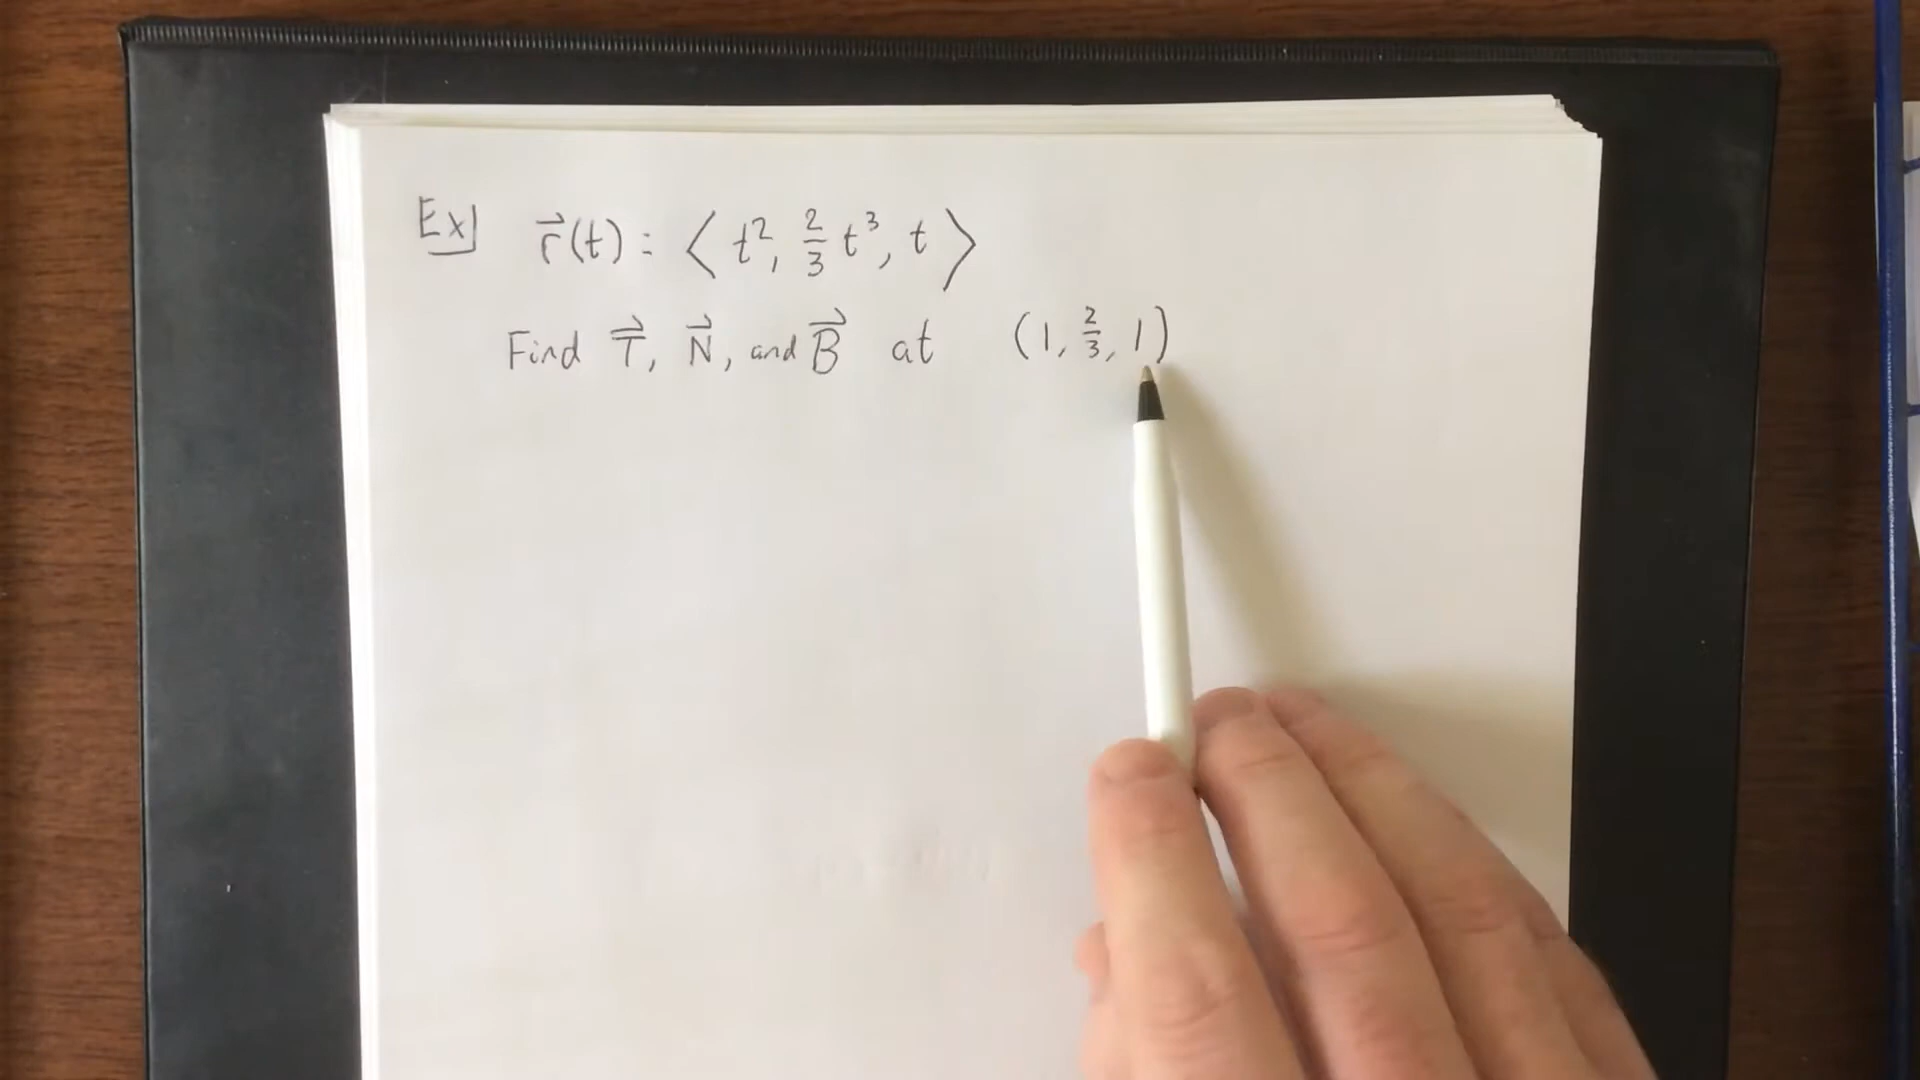 Ex] r⃗(t) = ⟨ t², 2/3 t³, t ⟩
Find T⃗, N⃗, and B⃗ at (1, 2/3, 1)